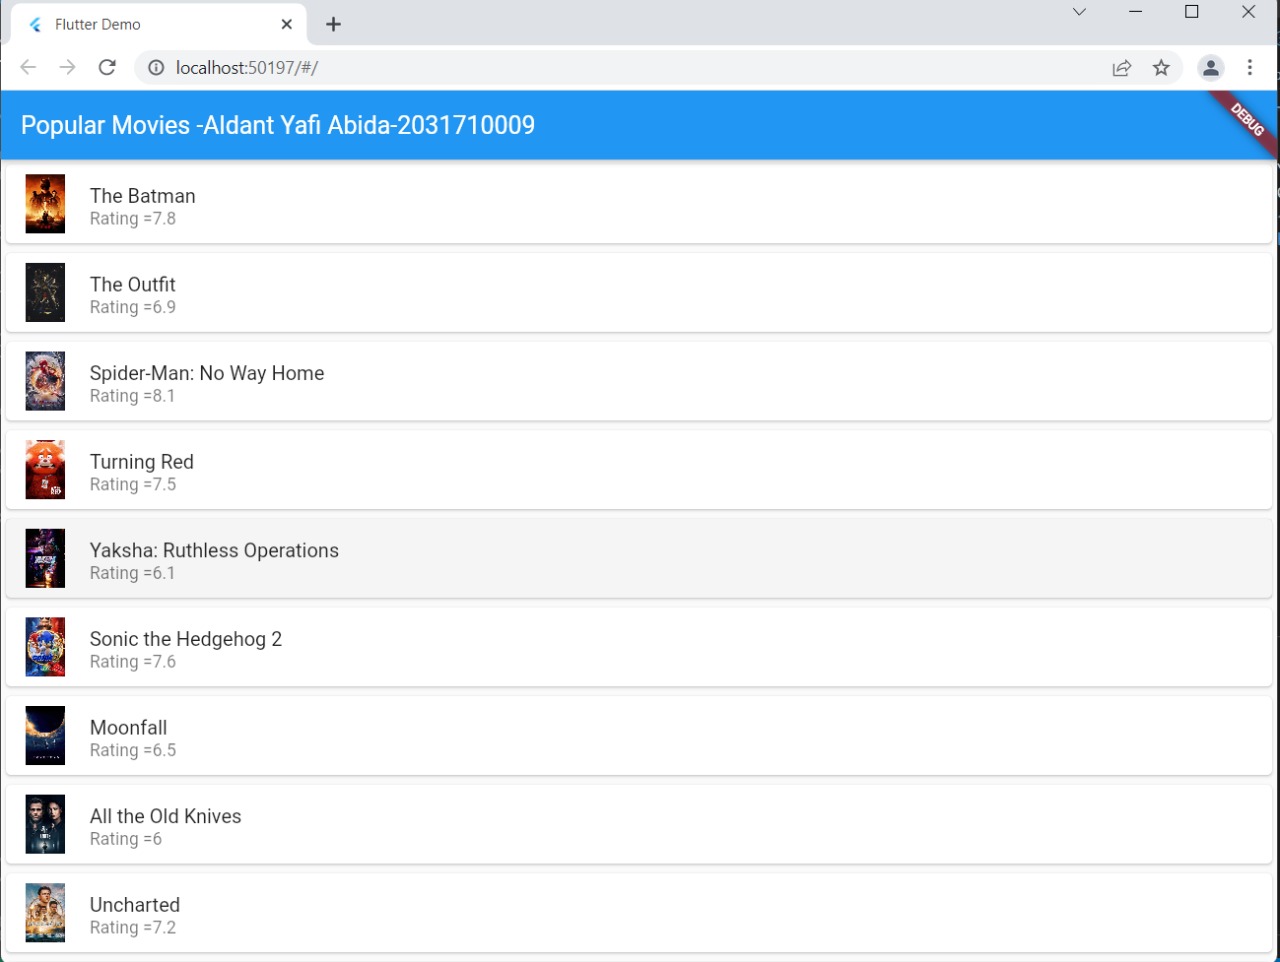 Flutter Demo
localhost:50197/#/
Popular Movies -Aldant Yafi Abida-2031710009
DEBUG
The Batman
Rating =7.8
The Outfit
Rating =6.9
Spider-Man: No Way Home
Rating =8.1
Turning Red
Rating =7.5
Yaksha: Ruthless Operations
Rating =6.1
Sonic the Hedgehog 2
Rating =7.6
Moonfall
Rating =6.5
All the Old Knives
Rating =6
Uncharted
Rating =7.2